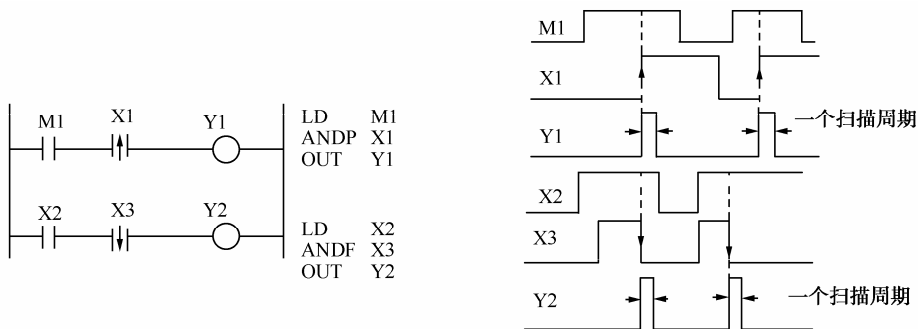 M1 X1 Y1
LD M1
ANDP X1
OUT Y1
X2 X3 Y2
LD X2
ANDF X3
OUT Y2
M1
X1
Y1
一个扫描周期
X2
X3
Y2
一个扫描周期